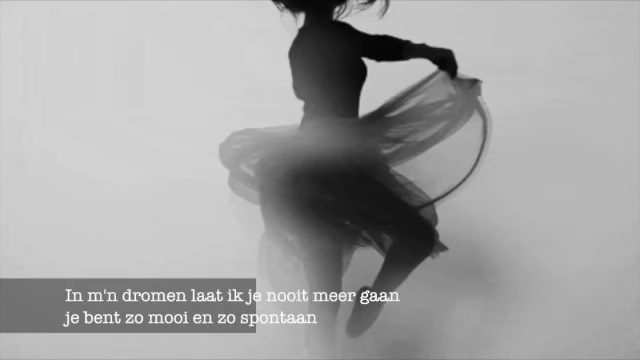 In m'n dromen laat ik je nooit meer gaan
je bent zo mooi en zo spontaan